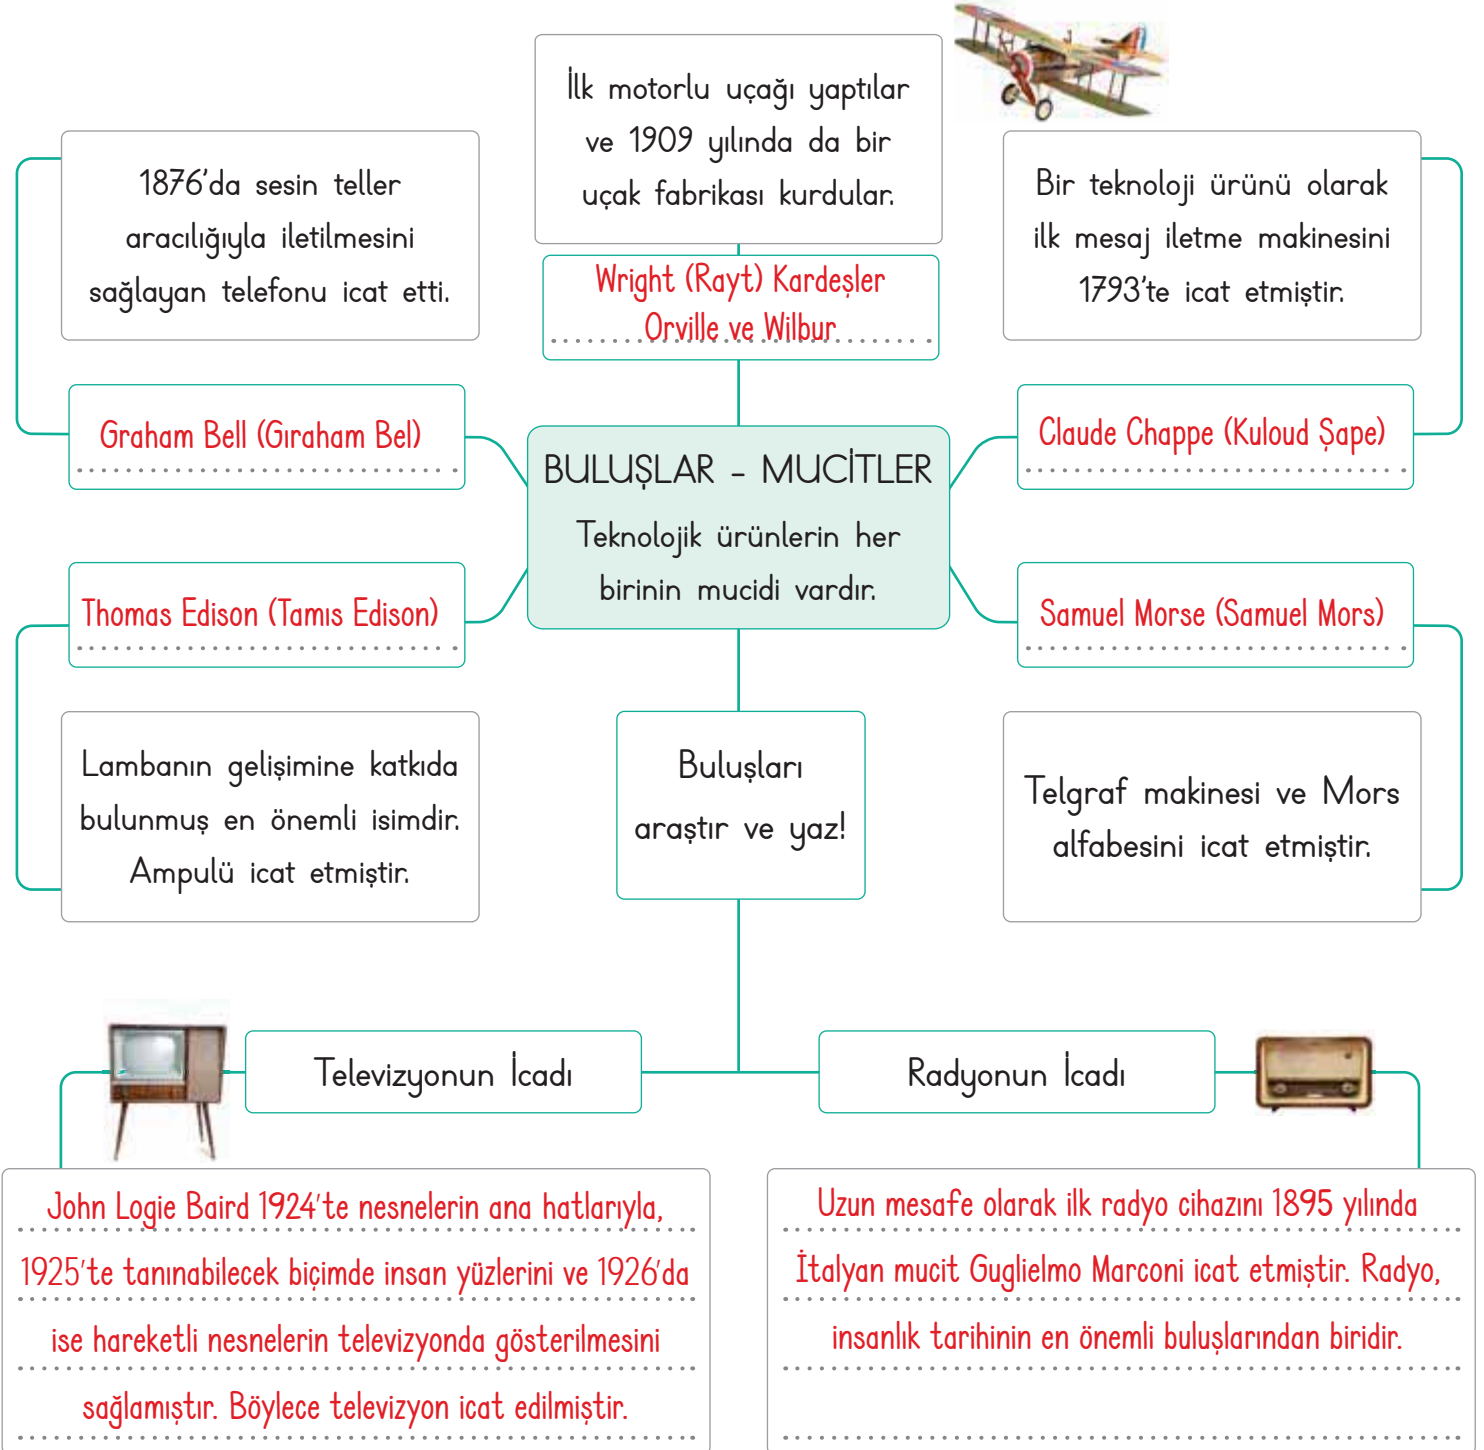 İlk motorlu uçağı yaptılar
ve 1909 yılında da bir
uçak fabrikası kurdular.
Wright (Rayt) Kardeşler
Orville ve Wilbur
1876'da sesin teller
aracılığıyla iletilmesini
sağlayan telefonu icat etti.
Graham Bell (Gıraham Bel)
Bir teknoloji ürünü olarak
ilk mesaj iletme makinesini
1793'te icat etmiştir.
Claude Chappe (Kuloud Şape)
BULUŞLAR - MUCİTLER
Teknolojik ürünlerin her
birinin mucidi vardır.
Thomas Edison (Tamıs Edison)
Lambanın gelişimine katkıda
bulunmuş en önemli isimdir.
Ampulü icat etmiştir.
Samuel Morse (Samuel Mors)
Telgraf makinesi ve Mors
alfabesini icat etmiştir.
Buluşları
araştır ve yaz!
Televizyonun İcadı
John Logie Baird 1924'te nesnelerin ana hatlarıyla,
1925'te tanınabilecek biçimde insan yüzlerini ve 1926'da
ise hareketli nesnelerin televizyonda gösterilmesini
sağlamıştır. Böylece televizyon icat edilmiştir.
Radyonun İcadı
Uzun mesafe olarak ilk radyo cihazını 1895 yılında
İtalyan mucit Guglielmo Marconi icat etmiştir. Radyo,
insanlık tarihinin en önemli buluşlarından biridir.